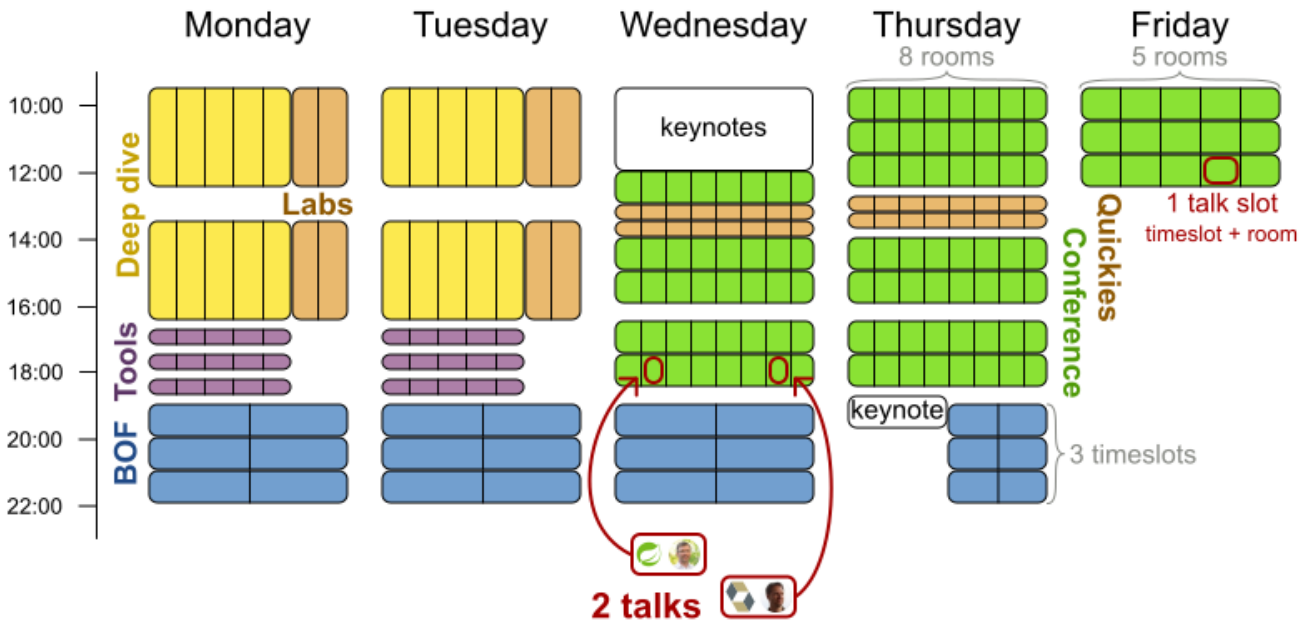 Monday
Tuesday
Wednesday
Thursday
Friday
8 rooms
5 rooms
10:00
12:00
14:00
16:00
18:00
20:00
22:00
Deep dive
Labs
Tools
BOF
keynotes
keynote
Quickies
Conference
1 talk slot
timeslot + room
3 timeslots
2 talks